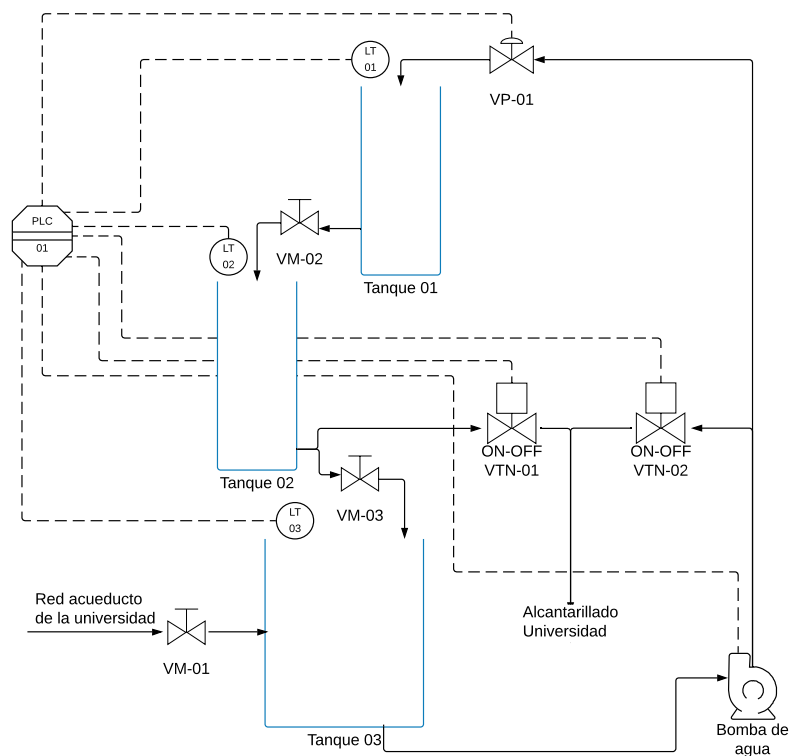 LT
01
VP-01
PLC
01
LT
02
VM-02
Tanque 01
ON-OFF
VTN-01
ON-OFF
VTN-02
Tanque 02
VM-03
LT
03
Red acueducto
de la universidad
Alcantarillado
Universidad
VM-01
Tanque 03
Bomba de
agua